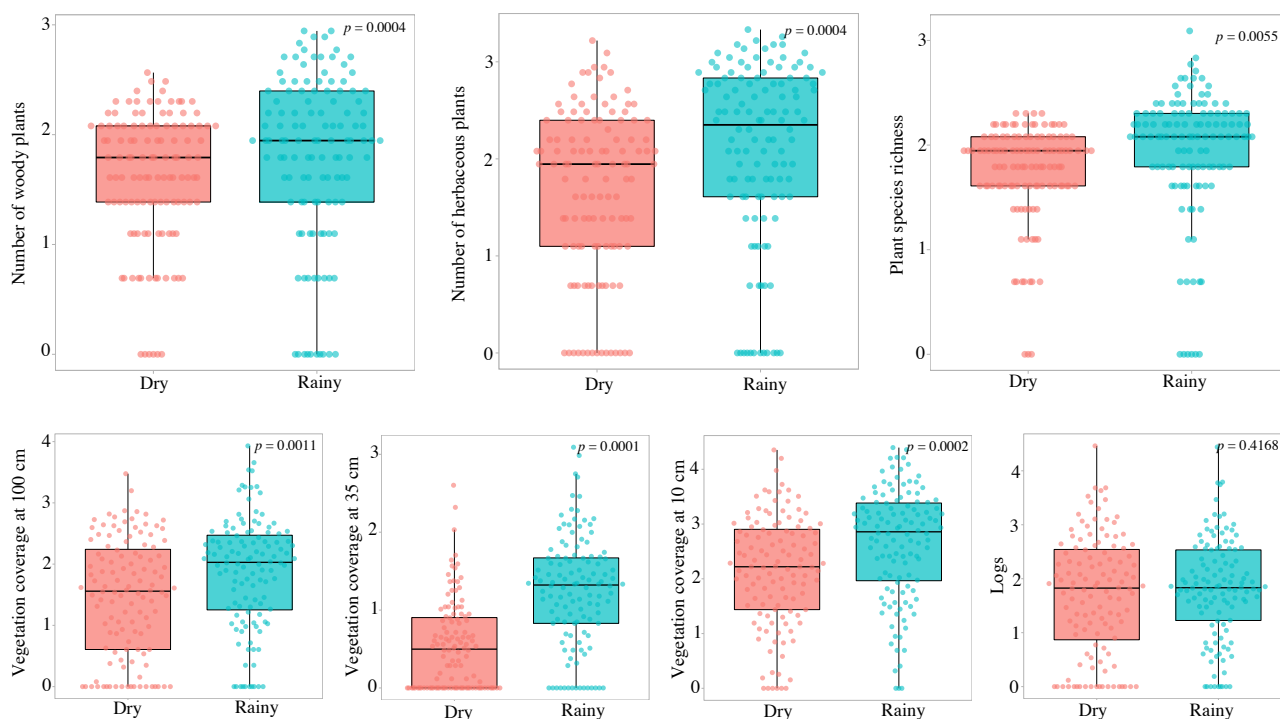 Number of woody plants
3
2
1
0
p = 0.0004
Dry
Rainy
Number of herbaceous plants
3
2
1
0
p = 0.0004
Dry
Rainy
Plant species richness
3
2
1
0
p = 0.0055
Dry
Rainy
Vegetation coverage at 100 cm
4
3
2
1
0
p = 0.0011
Dry
Rainy
Vegetation coverage at 35 cm
3
2
1
0
p = 0.0001
Dry
Rainy
Vegetation coverage at 10 cm
4
3
2
1
0
p = 0.0002
Dry
Rainy
Logs
4
3
2
1
0
p = 0.4168
Dry
Rainy